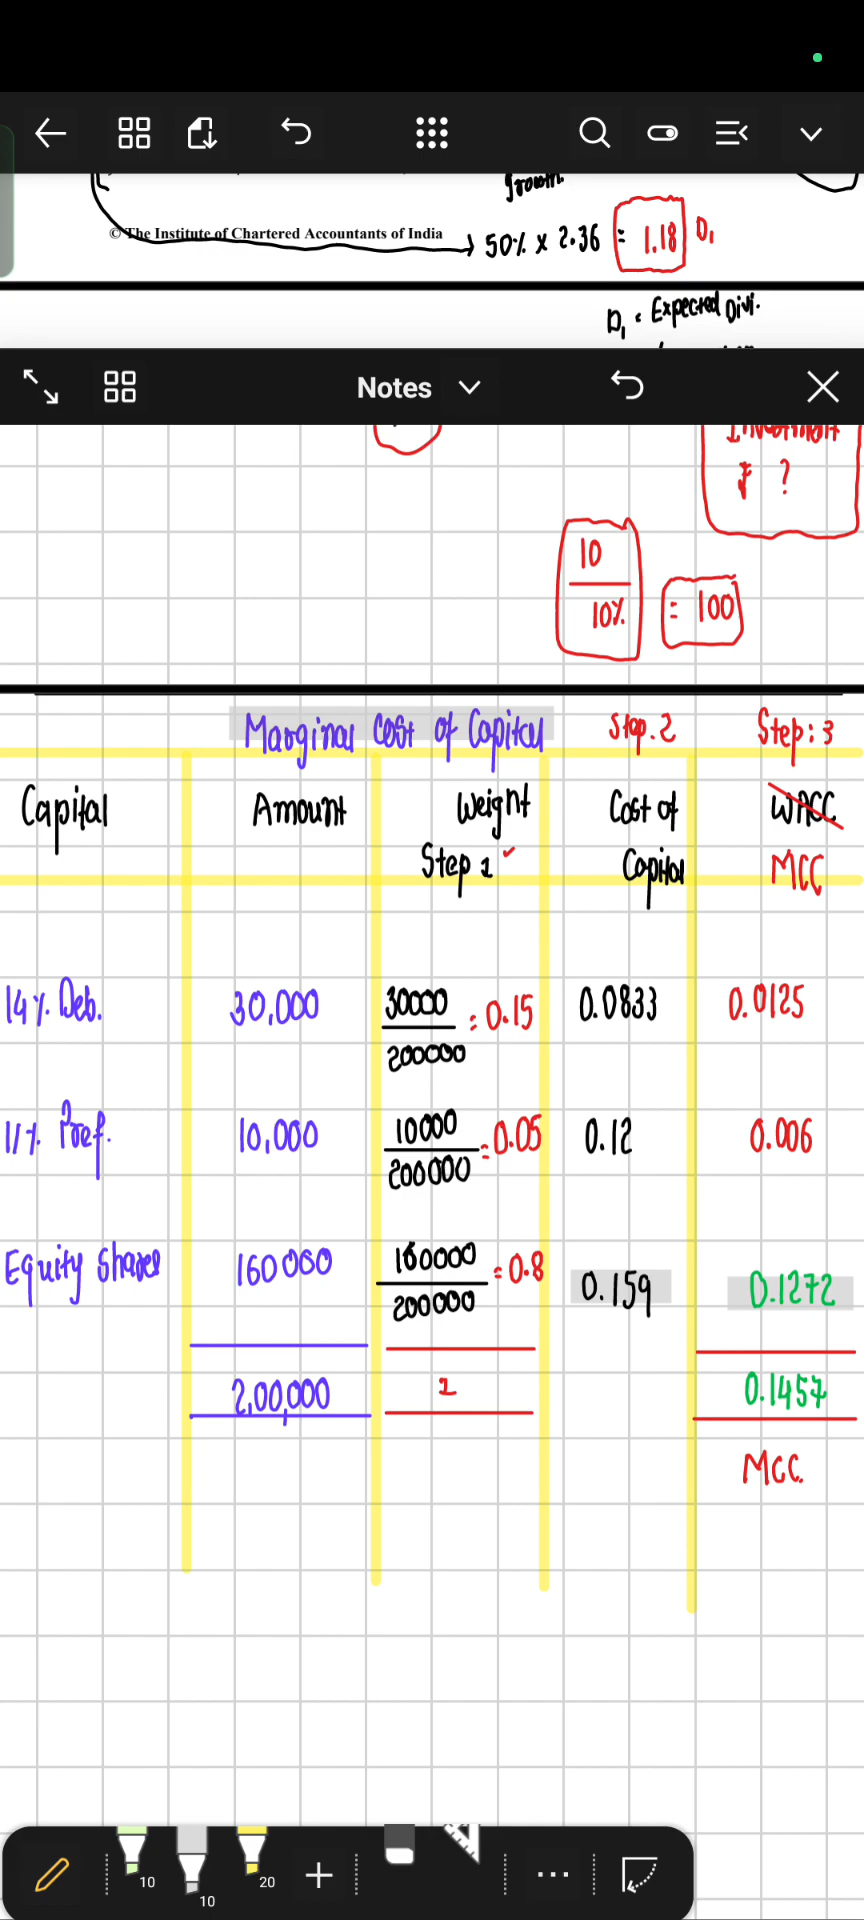 growth.
© The Institute of Chartered Accountants of India
50% x 2.36 = 1.18 D₁
D₁ = Expected Divi.
Notes
Investment
₹ ?
10
10% = 100
Marginal Cost of Capital Step. 2 Step: 3
Capital Amount Weight Cost of WACC
Step 1 Capital MCC
14% Deb. 30,000 30000 = 0.15 0.0833 0.0125
200000
11% Pref. 10,000 10000 = 0.05 0.12 0.006
200000
Equity Shares 160000 160000 = 0.8 0.159 0.1272
200000
2,00,000 1 0.1457
MCC.
10
10
20